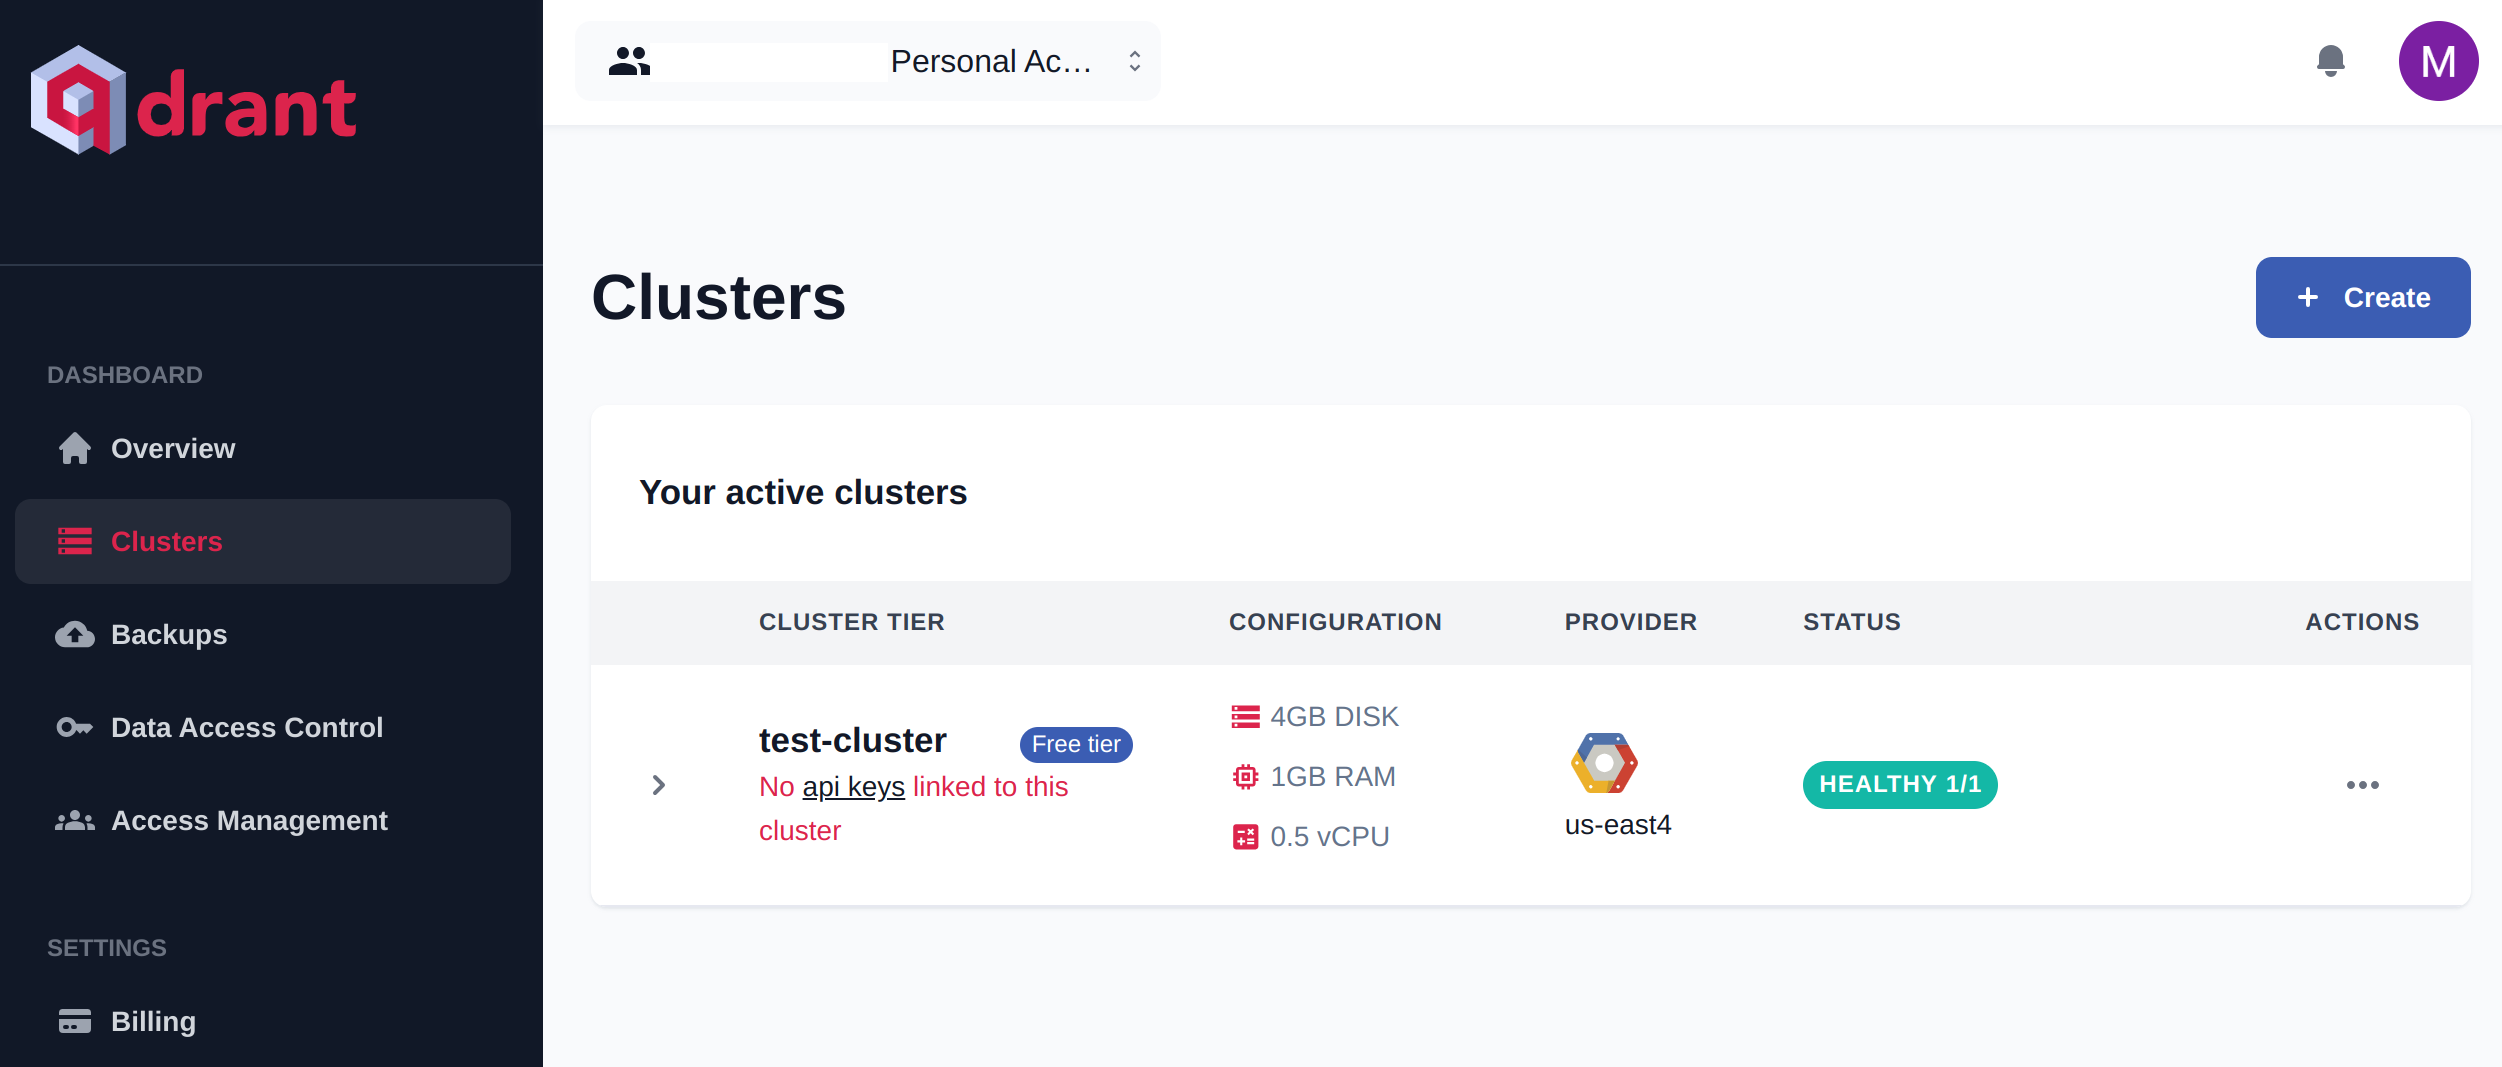 qdrant
Personal Ac...
M
Clusters
Create
DASHBOARD
Overview
Clusters
Backups
Data Access Control
Access Management
SETTINGS
Billing
Your active clusters
CLUSTER TIER CONFIGURATION PROVIDER STATUS ACTIONS
test-cluster Free tier
No api keys linked to this
cluster
4GB DISK
1GB RAM
0.5 vCPU
us-east4
HEALTHY 1/1